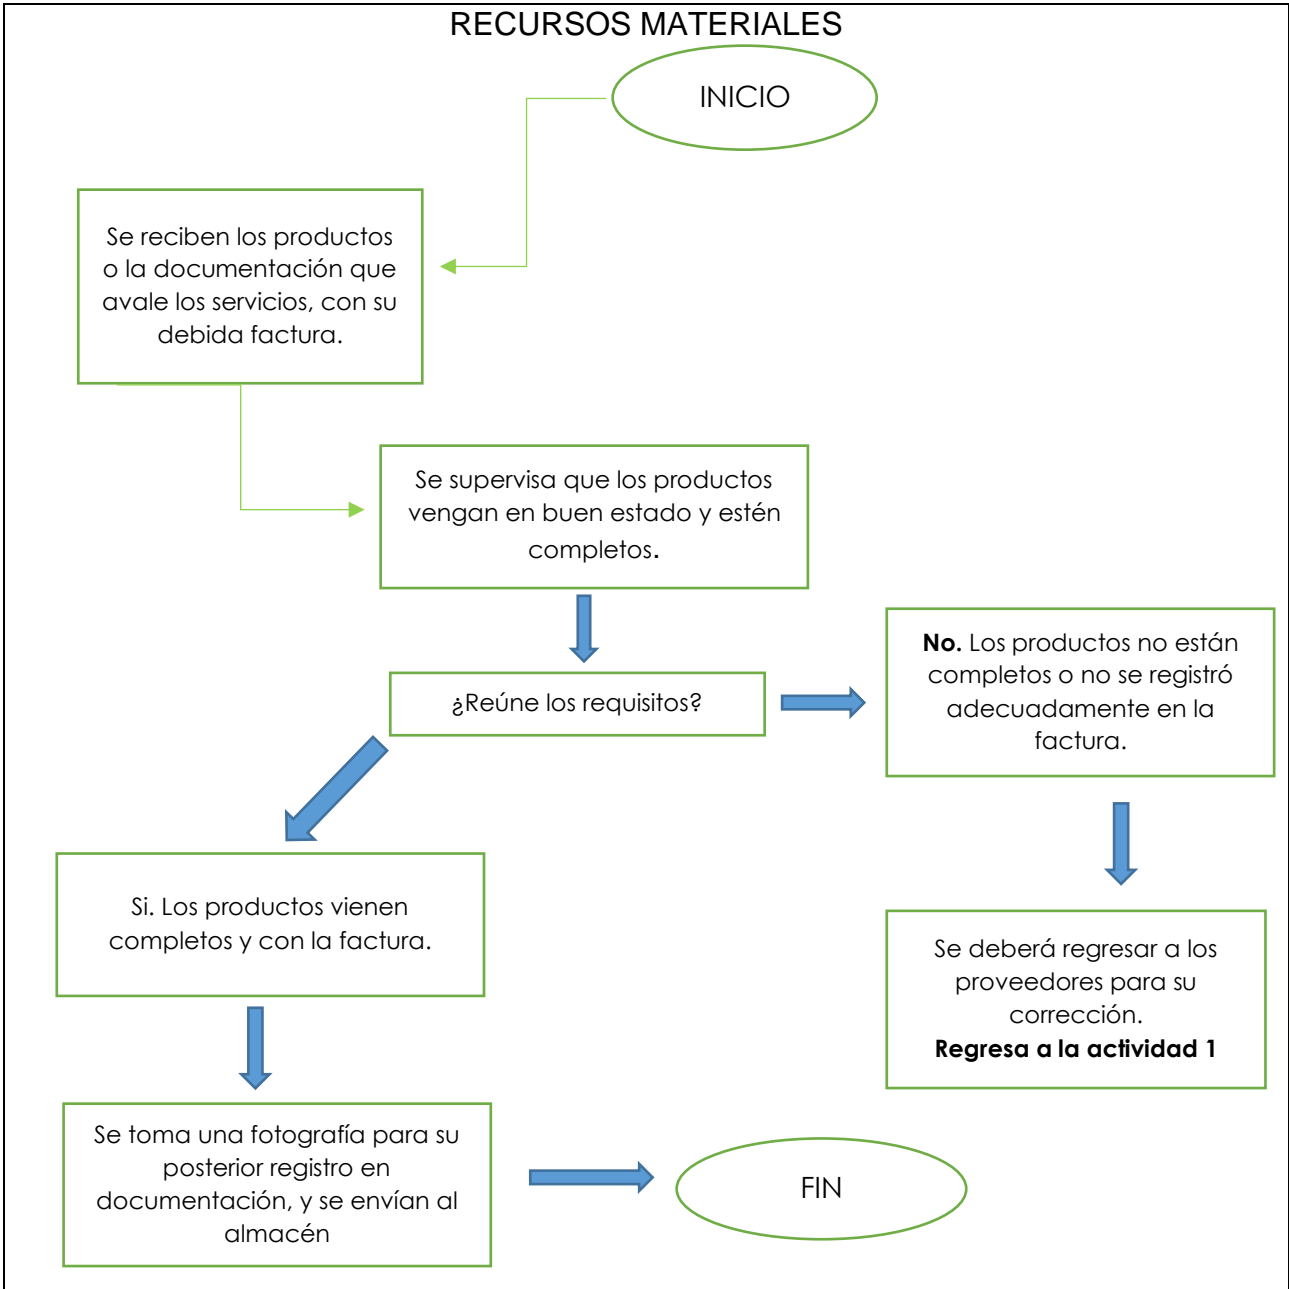 RECURSOS MATERIALES
INICIO
Se reciben los productos
o la documentación que
avale los servicios, con su
debida factura.
Se supervisa que los productos
vengan en buen estado y estén
completos.
¿Reúne los requisitos?
No. Los productos no están
completos o no se registró
adecuadamente en la
factura.
Si. Los productos vienen
completos y con la factura.
Se deberá regresar a los
proveedores para su
corrección.
Regresa a la actividad 1
Se toma una fotografía para su
posterior registro en
documentación, y se envían al
almacén
FIN